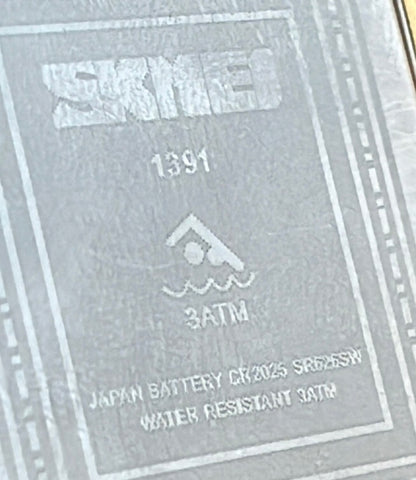 SKMEI
1391
3ATM
JAPAN BATTERY CR2025 SR626SW
WATER RESISTANT 3ATM